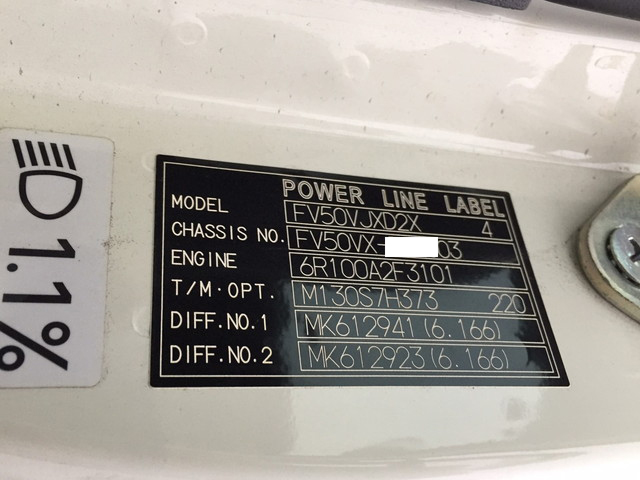 POWER LINE LABEL
MODEL FV50VJXD2X 4
CHASSIS NO. FV50VX- 03
ENGINE 6R100A2F3101
T/M·OPT. M130S7H373 220
DIFF.NO.1 MK612941(6.166)
DIFF.NO.2 MK612923(6.166)
1.1%